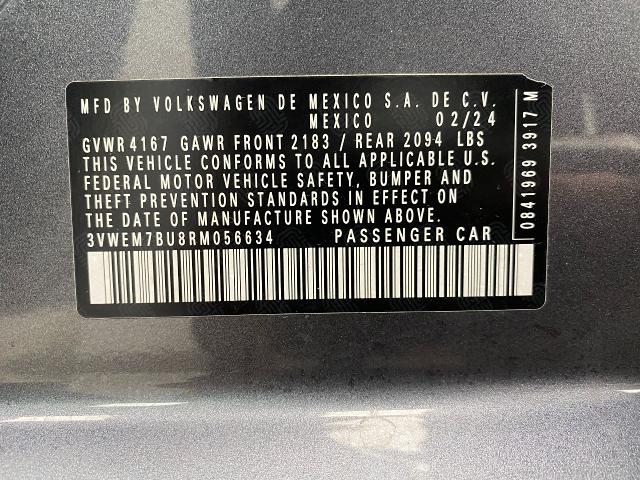 MFD BY VOLKSWAGEN DE MEXICO S.A. DE C.V.
MEXICO 02/24
GVWR 4167 GAWR FRONT 2183 / REAR 2094 LBS
THIS VEHICLE CONFORMS TO ALL APPLICABLE U.S.
FEDERAL MOTOR VEHICLE SAFETY, BUMPER AND
THEFT PREVENTION STANDARDS IN EFFECT ON
THE DATE OF MANUFACTURE SHOWN ABOVE.
3VWEM7BU8RM056634 PASSENGER CAR
0841969 3917 M